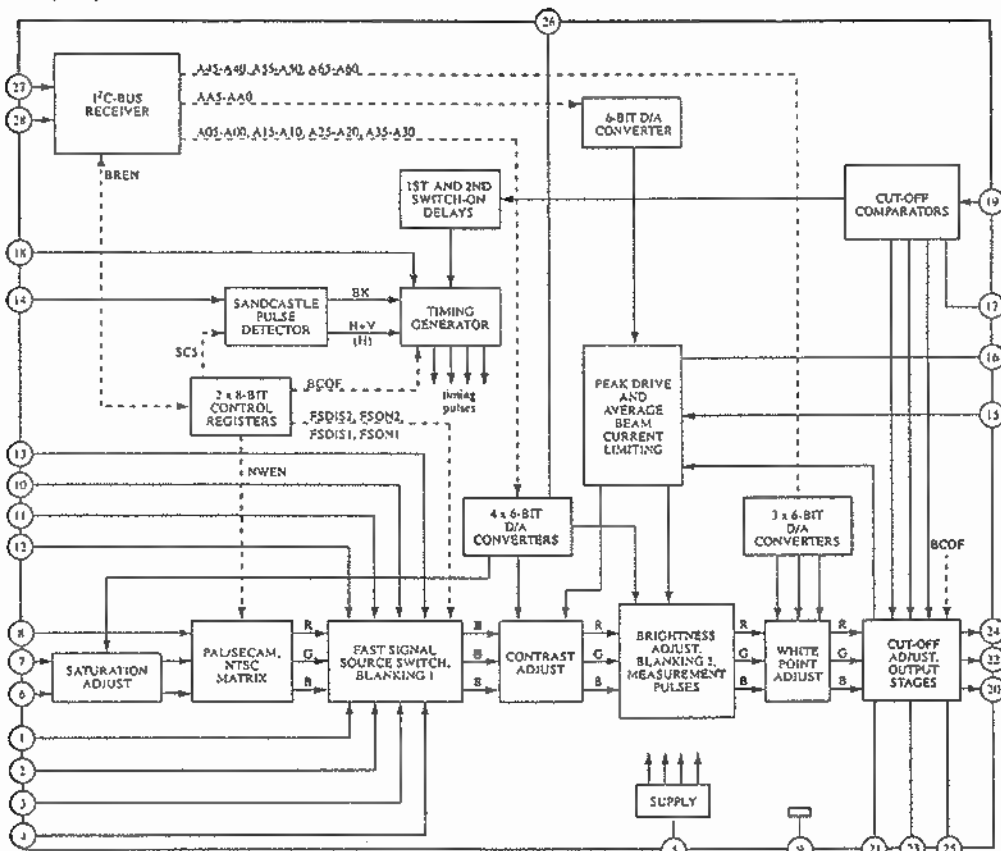 26
A45-A40, A55-A50, A65-A60
27
I²C-BUS
RECEIVER
AA5-AA0
28
6-BIT D/A
CONVERTER
A05-A00, A15-A10, A25-A20, A35-A30
BREN
1ST AND 2ND
SWITCH-ON
DELAYS
CUT-OFF
COMPARATORS
19
18
14
SANDCASTLE
PULSE
DETECTOR
BK
H+V
(H)
TIMING
GENERATOR
17
SCS
16
2 x 8-BIT
CONTROL
REGISTERS
BCOF
timing
pulses
PEAK DRIVE
AND
AVERAGE
BEAM
CURRENT
LIMITING
15
FSDIS2, FSON2,
FSDIS1, FSON1
13
NWEN
10
11
12
4 x 6-BIT
D/A
CONVERTERS
3 x 6-BIT
D/A
CONVERTERS
BCOF
8
7
6
SATURATION
ADJUST
PAL/SECAM,
NTSC
MATRIX
R
G
B
FAST SIGNAL
SOURCE SWITCH,
BLANKING 1
R
G
B
CONTRAST
ADJUST
R
G
B
BRIGHTNESS
ADJUST,
BLANKING 2,
MEASUREMENT
PULSES
R
G
B
WHITE
POINT
ADJUST
R
G
B
CUT-OFF
ADJUST,
OUTPUT
STAGES
24
22
20
1
2
3
4
SUPPLY
5
9
21
23
25